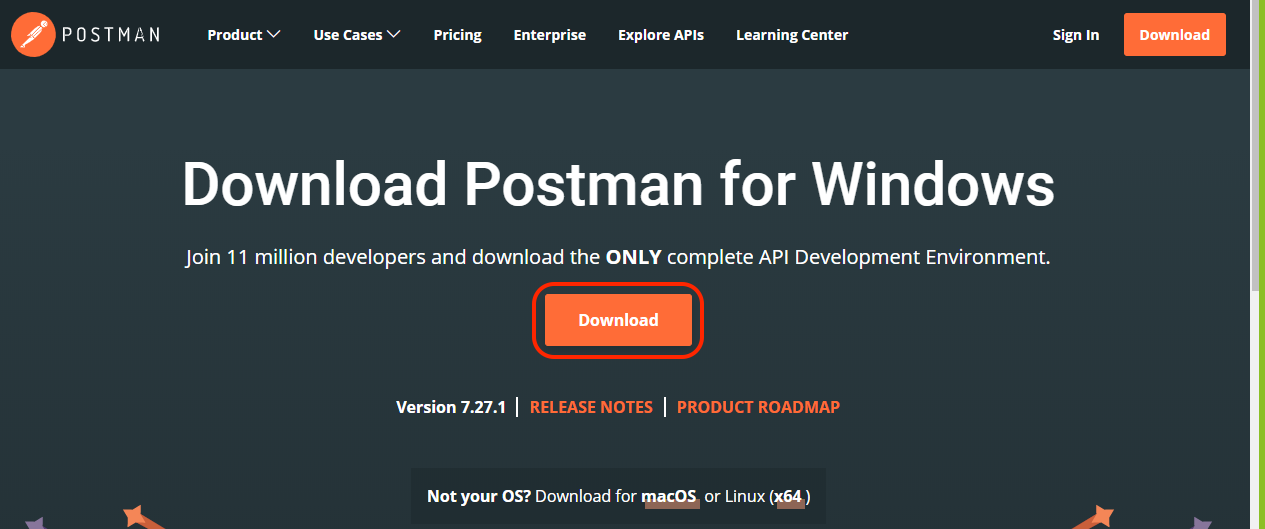 POSTMAN Product Use Cases Pricing Enterprise Explore APIs Learning Center Sign In Download
Download Postman for Windows
Join 11 million developers and download the ONLY complete API Development Environment.
Download
Version 7.27.1 | RELEASE NOTES | PRODUCT ROADMAP
Not your OS? Download for macOS or Linux (x64)